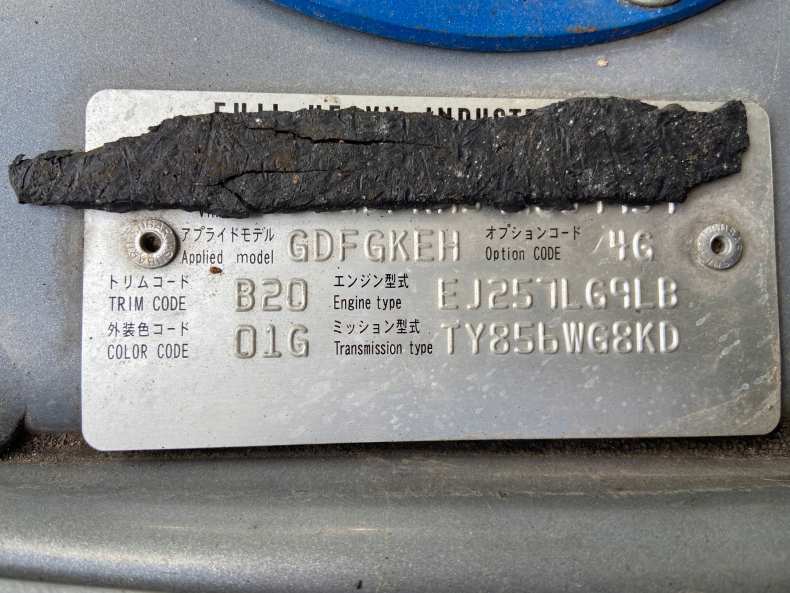 FUJI HEAVY
アプライドモデル オプションコード
Applied model GDFGKEH Option CODE /4G
トリムコード エンジン型式
TRIM CODE B20 Engine type EJ257LG9LB
外装色コード ミッション型式
COLOR CODE 01G Transmission type TY856WG8KD